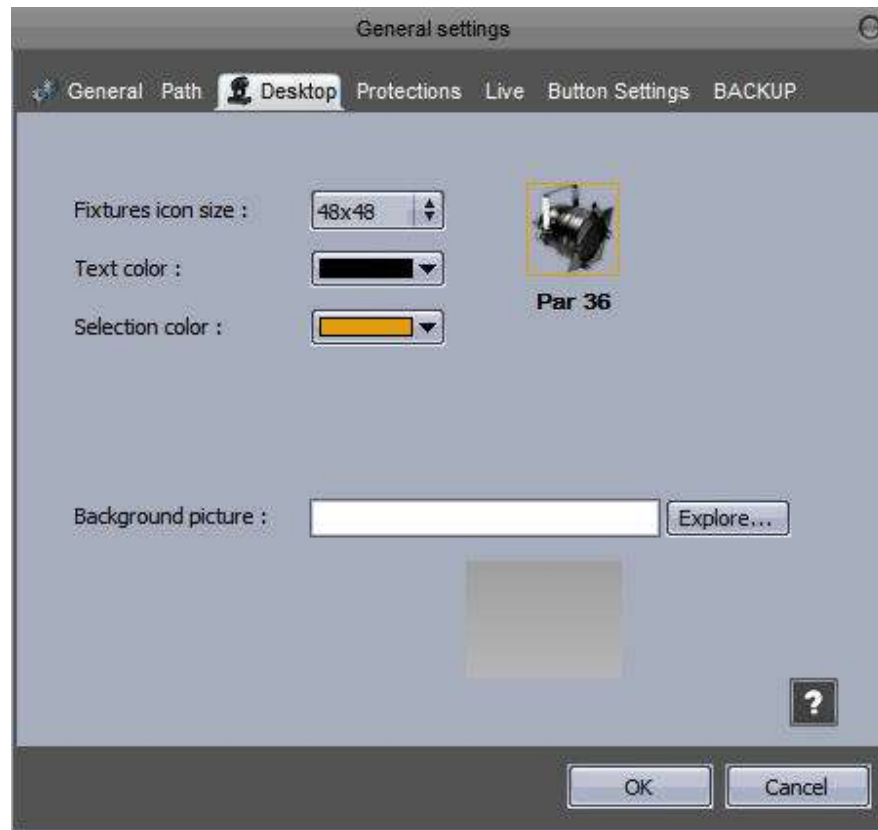 General settings
General Path Desktop Protections Live Button Settings BACKUP
Fixtures icon size : 48x48
Text color :
Par 36
Selection color :
Background picture : Explore...
?
OK Cancel